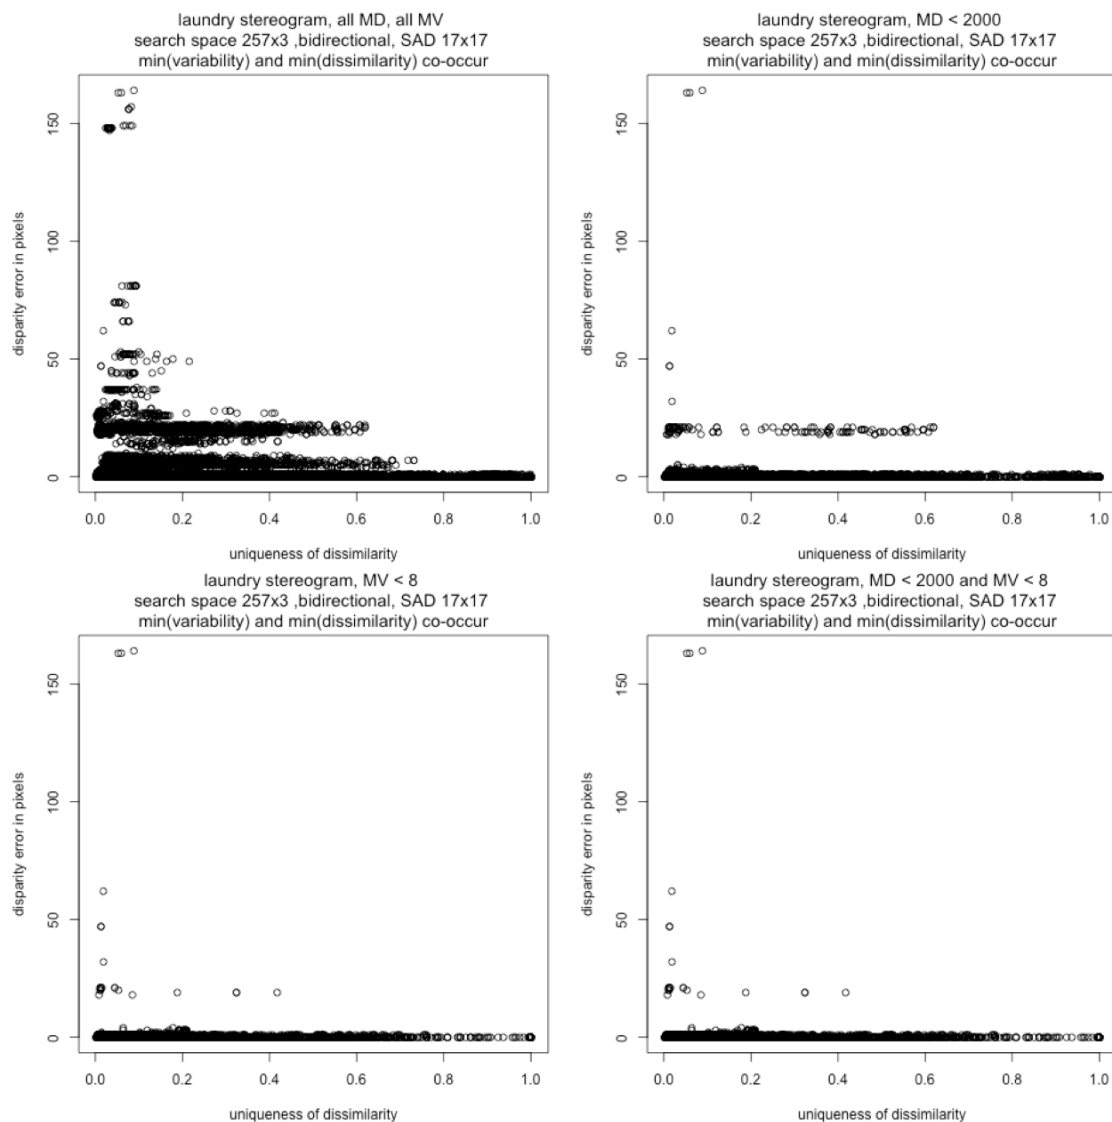 laundry stereogram, all MD, all MV
search space 257x3 ,bidirectional, SAD 17x17
min(variability) and min(dissimilarity) co-occur
disparity error in pixels
150
100
50
0
0.0 0.2 0.4 0.6 0.8 1.0
uniqueness of dissimilarity
laundry stereogram, MD < 2000
search space 257x3 ,bidirectional, SAD 17x17
min(variability) and min(dissimilarity) co-occur
disparity error in pixels
150
100
50
0
0.0 0.2 0.4 0.6 0.8 1.0
uniqueness of dissimilarity
laundry stereogram, MV < 8
search space 257x3 ,bidirectional, SAD 17x17
min(variability) and min(dissimilarity) co-occur
disparity error in pixels
150
100
50
0
0.0 0.2 0.4 0.6 0.8 1.0
uniqueness of dissimilarity
laundry stereogram, MD < 2000 and MV < 8
search space 257x3 ,bidirectional, SAD 17x17
min(variability) and min(dissimilarity) co-occur
disparity error in pixels
150
100
50
0
0.0 0.2 0.4 0.6 0.8 1.0
uniqueness of dissimilarity